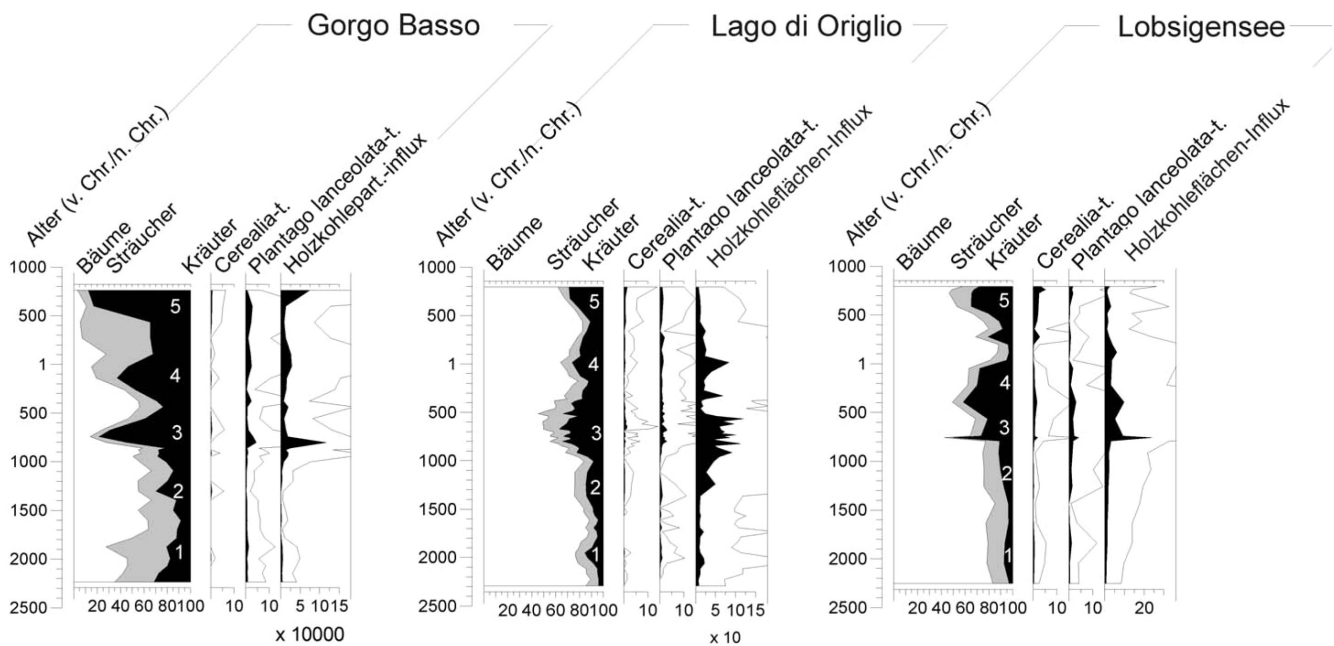 Gorgo Basso
Lago di Origlio
Lobsigensee
Alter (v. Chr./n. Chr.)
Bäume
Sträucher
Kräuter
Cerealia-t.
Plantago lanceolata-t.
Holzkohlepart.-influx
Alter (v. Chr./n. Chr.)
Bäume
Sträucher
Kräuter
Cerealia-t.
Plantago lanceolata-t.
Holzkohleflächen-Influx
Alter (v. Chr./n. Chr.)
Bäume
Sträucher
Kräuter
Cerealia-t.
Plantago lanceolata-t.
Holzkohleflächen-Influx
1000
500
1
500
1000
1500
2000
2500
5
4
3
2
1
20 40 60 80 100 10 10 5 10 15
x 10000
1000
500
1
500
1000
1500
2000
2500
5
4
3
2
1
20 40 60 80 100 10 10 5 10 15
x 10
1000
500
1
500
1000
1500
2000
2500
5
4
3
2
1
20 40 60 80 100 10 10 20